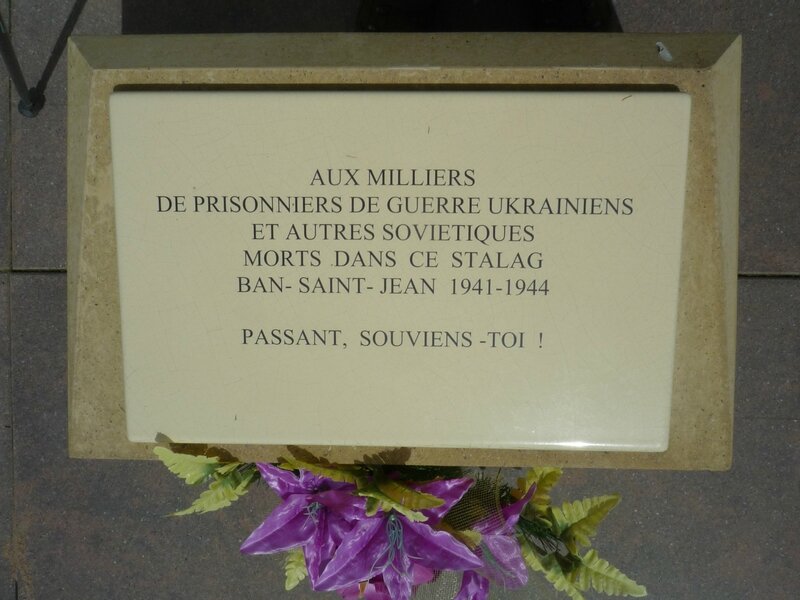 AUX MILLIERS
DE PRISONNIERS DE GUERRE UKRAINIENS
ET AUTRES SOVIETIQUES
MORTS DANS CE STALAG
BAN- SAINT- JEAN 1941-1944
PASSANT, SOUVIENS -TOI !